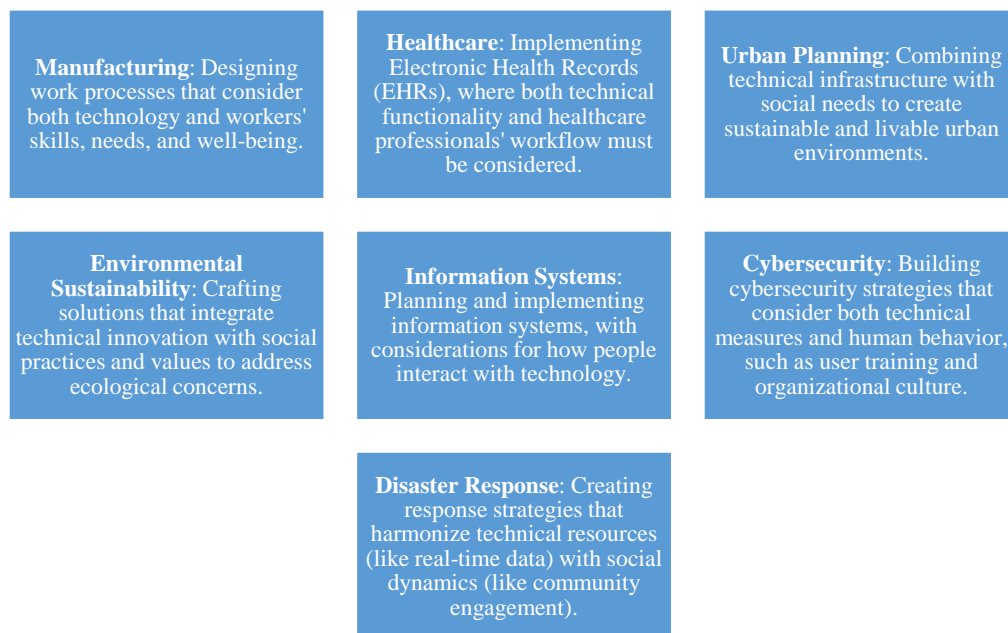 Manufacturing: Designing
work processes that consider
both technology and workers'
skills, needs, and well-being.
Healthcare: Implementing
Electronic Health Records
(EHRs), where both technical
functionality and healthcare
professionals' workflow must
be considered.
Urban Planning: Combining
technical infrastructure with
social needs to create
sustainable and livable urban
environments.
Environmental
Sustainability: Crafting
solutions that integrate
technical innovation with social
practices and values to address
ecological concerns.
Information Systems:
Planning and implementing
information systems, with
considerations for how people
interact with technology.
Cybersecurity: Building
cybersecurity strategies that
consider both technical
measures and human behavior,
such as user training and
organizational culture.
Disaster Response: Creating
response strategies that
harmonize technical resources
(like real-time data) with social
dynamics (like community
engagement).